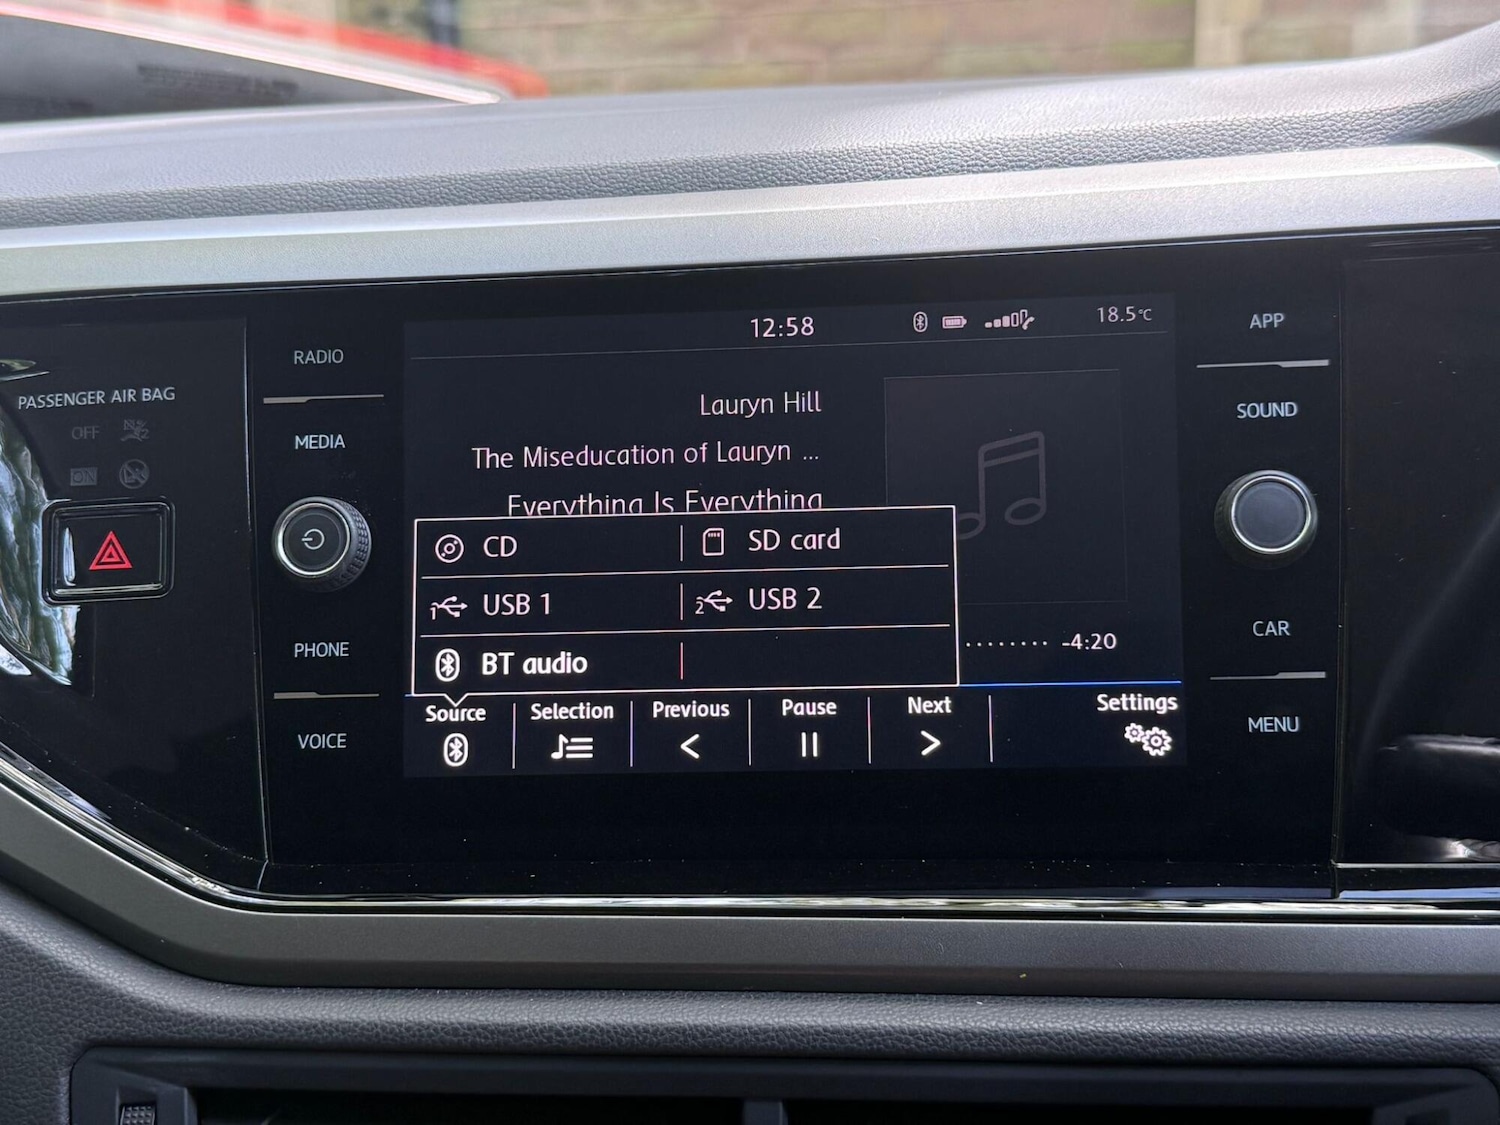 12:58
18.5°C
RADIO
MEDIA
PHONE
VOICE
PASSENGER AIR BAG
OFF
ON
Lauryn Hill
The Miseducation of Lauryn ...
Everything Is Everything
CD
SD card
1 USB 1
2 USB 2
BT audio
-4:20
Source
Selection
Previous
Pause
Next
Settings
APP
SOUND
CAR
MENU